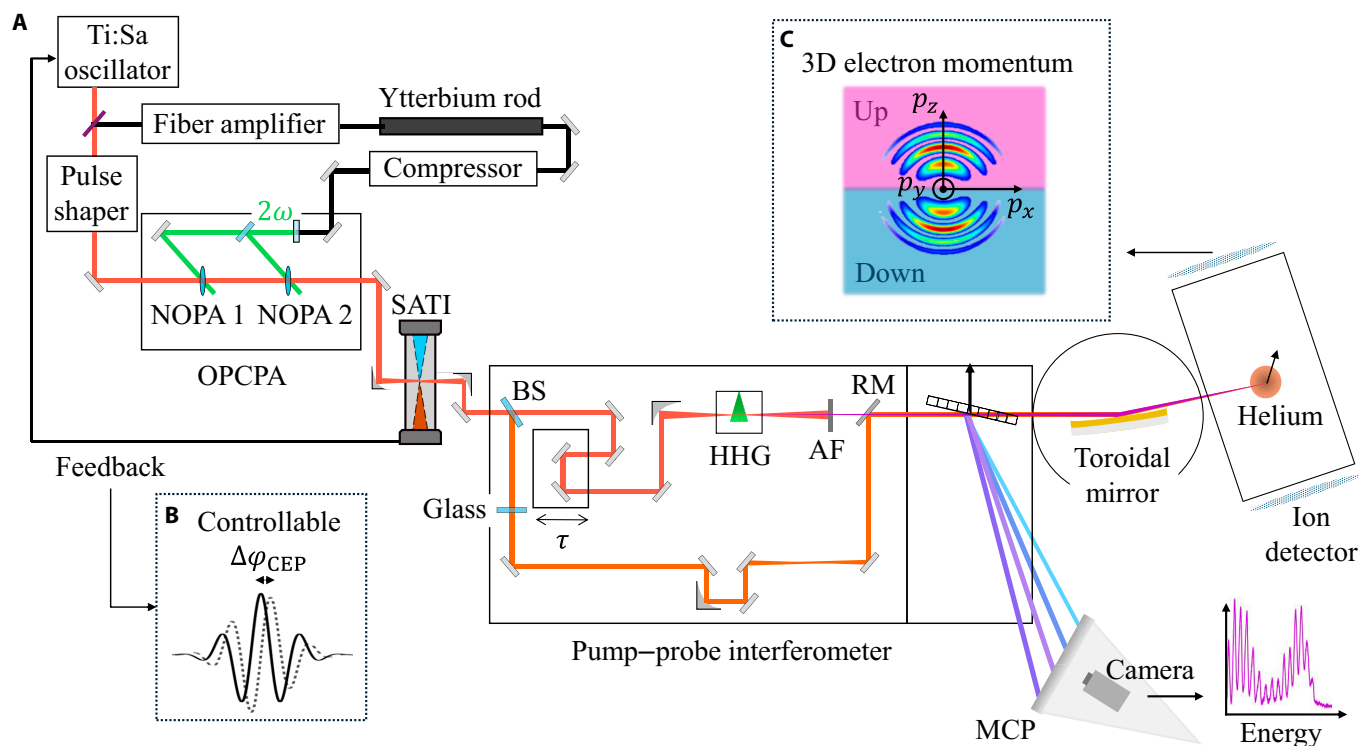 A
Ti:Sa
oscillator
Fiber amplifier
Ytterbium rod
Compressor
Pulse
shaper
2ω
NOPA 1
NOPA 2
OPCPA
SATI
Feedback
B
Controllable
Δφ_CEP
C
3D electron momentum
Up
p_z
p_y
p_x
Down
BS
Glass
τ
HHG
AF
RM
Pump–probe interferometer
Toroidal
mirror
Helium
Ion
detector
MCP
Camera
Energy